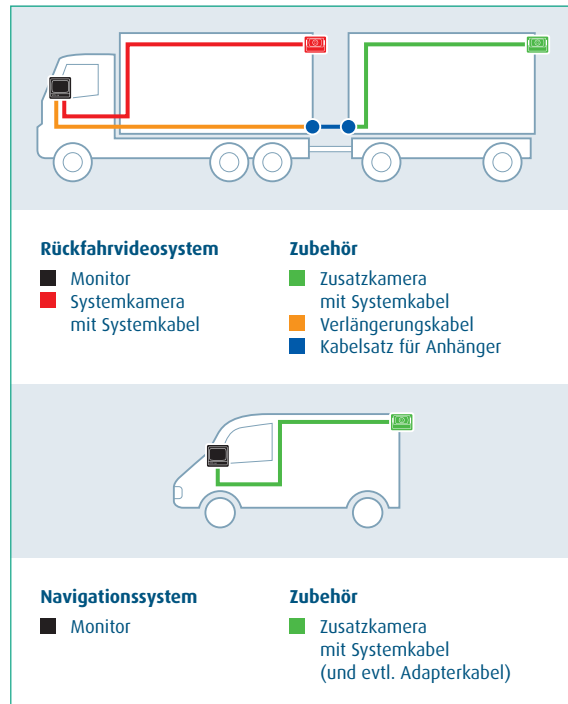 Rückfahrvideosystem
Monitor
Systemkamera
mit Systemkabel
Zubehör
Zusatzkamera
mit Systemkabel
Verlängerungskabel
Kabelsatz für Anhänger
Navigationssystem
Monitor
Zubehör
Zusatzkamera
mit Systemkabel
(und evtl. Adapterkabel)